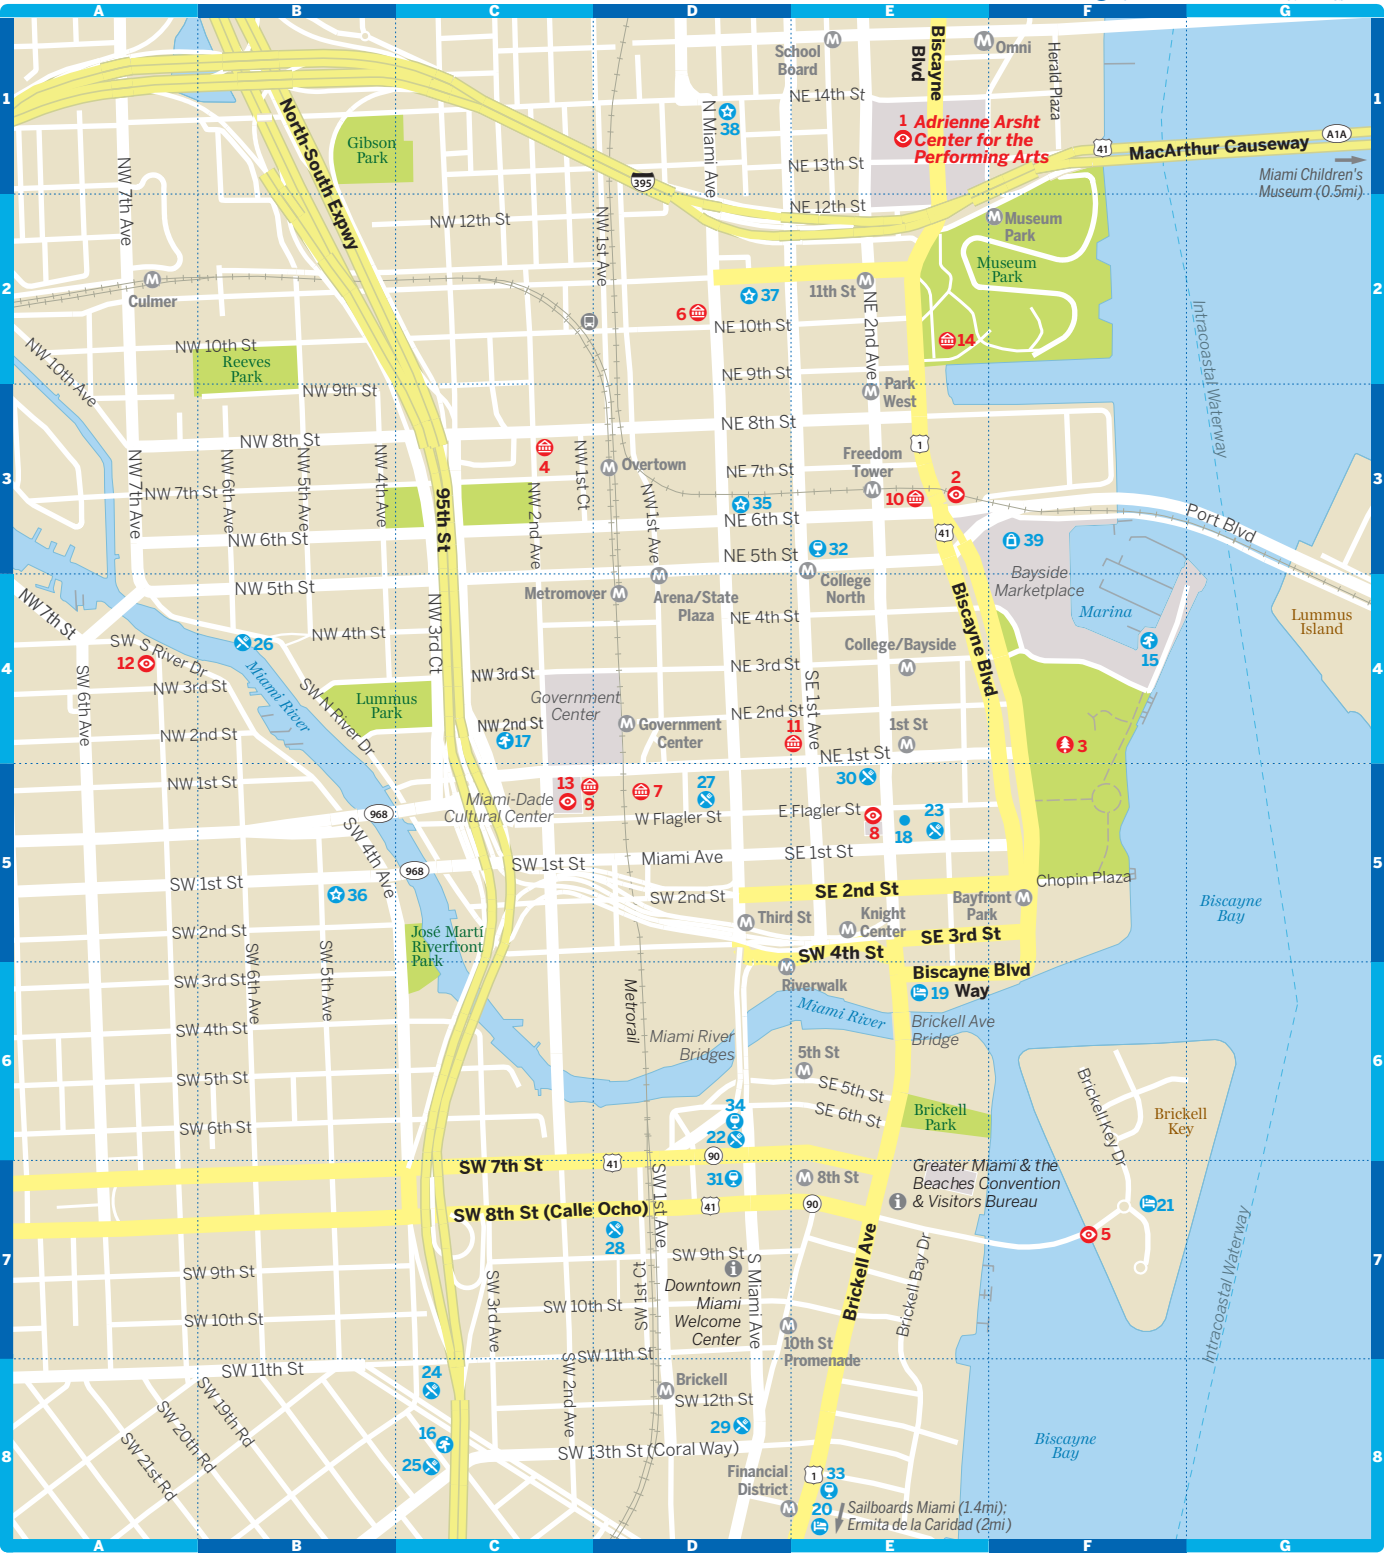 A
B
C
D
E
F
G
1
1
School
Board
Biscayne
Blvd
Omni
Herald Plaza
NE 14th St
North-South Expwy
N Miami Ave
38
1 Adrienne Arsht
Center for the
Performing Arts
Gibson
Park
NE 13th St
41
MacArthur Causeway
A1A
Miami Children's
Museum (0.5mi)
395
NW 7th Ave
NW 12th St
NW 1st Ave
NE 12th St
Museum
Park
Museum
Park
2
2
Culmer
37
11th St
6
NE 10th St
NE 2nd Ave
14
Intracoastal Waterway
NW 10th Ave
NW 10th St
Reeves
Park
NW 9th St
NE 9th St
Park
West
NE 8th St
NW 8th St
1
3
3
NW 7th Ave
NW 6th Ave
NW 5th Ave
NW 4th Ave
4
NW 1st Ct
Overtown
Freedom
Tower
NE 7th St
2
10
NW 7th St
95th St
NW 2nd Ave
NW 1st Ave
35
NE 6th St
Port Blvd
NW 6th St
41
39
NE 5th St
32
Bayside
Marketplace
NW 5th St
Metromover
Arena/State
Plaza
College
North
NW 7th St
NW 3rd Ct
NE 4th St
Biscayne Blvd
Marina
Lummus
Island
SW S River Dr
26
NW 4th St
College/Bayside
15
4
4
12
SW 6th Ave
NW 3rd St
Miami River
SW N River Dr
Lummus
Park
NW 3rd St
Government
Center
NE 3rd St
SE 1st Ave
NW 2nd St
NW 2nd St
17
Government
Center
NE 2nd St
11
1st St
3
NE 1st St
NW 1st St
13
9
7
27
30
Miami-Dade
Cultural Center
968
W Flagler St
E Flagler St
8
18
23
SW 4th Ave
5
5
968
SW 1st St
Miami Ave
SE 1st St
SW 1st St
36
SW 2nd St
SE 2nd St
Chopin Plaza
Bayfront
Park
Biscayne
Bay
SW 2nd St
José Martí
Riverfront
Park
Third St
Knight
Center
SE 3rd St
SW 4th St
SW 6th Ave
SW 5th Ave
SW 3rd St
Metrorail
Riverwalk
Biscayne Blvd
Way
19
Miami River
Brickell Ave
Bridge
SW 4th St
Miami River
Bridges
6
6
5th St
SW 5th St
SE 5th St
Brickell Key Dr
Brickell
Key
34
SE 6th St
Brickell
Park
SW 6th St
22
SW 7th St
41
90
SW 1st Ave
31
8th St
Greater Miami & the
Beaches Convention
& Visitors Bureau
21
SW 8th St (Calle Ocho)
41
90
28
5
7
7
SW 9th St
SW 9th St
S Miami Ave
Brickell Ave
Brickell Bay Dr
Intracoastal Waterway
SW 3rd Ave
SW 1st Ct
Downtown
Miami
Welcome
Center
SW 10th St
SW 10th St
10th St
Promenade
SW 11th St
SW 11th St
24
SW 2nd Ave
Brickell
SW 12th St
SW 19th Rd
SW 20th Rd
SW 21st Rd
16
29
Biscayne
Bay
SW 13th St (Coral Way)
8
8
25
Financial
District
1
33
20
Sailboards Miami (1.4mi);
Ermita de la Caridad (2mi)
A
B
C
D
E
F
G